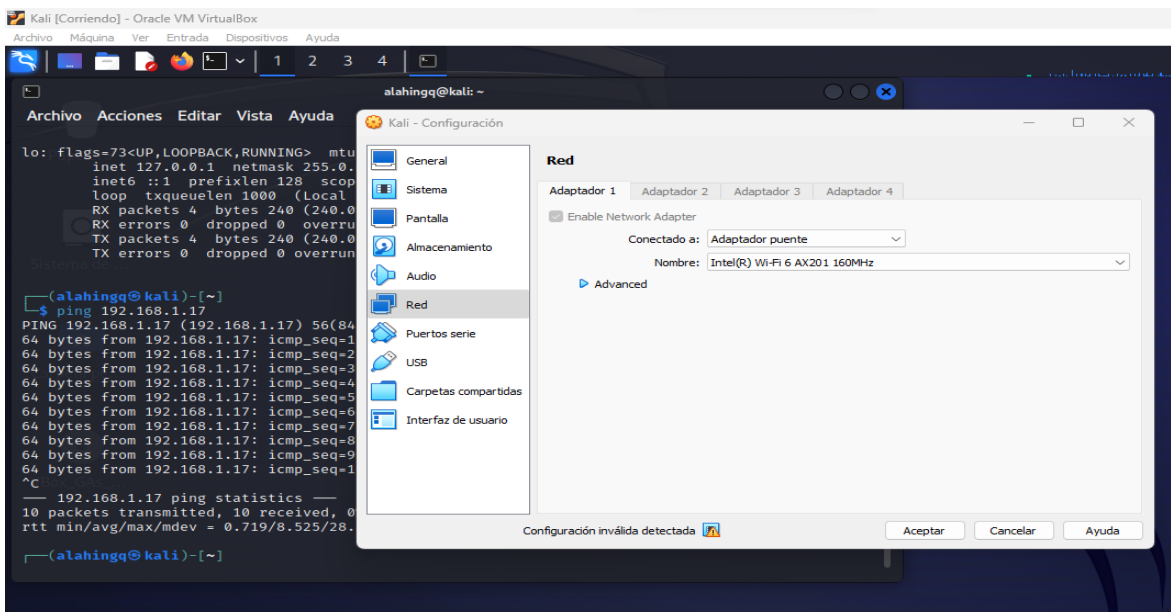 Kali [Corriendo] - Oracle VM VirtualBox
Archivo Máquina Ver Entrada Dispositivos Ayuda
1 2 3 4
alahingq@kali: ~
Archivo Acciones Editar Vista Ayuda
lo: flags=73<UP,LOOPBACK,RUNNING> mtu
inet 127.0.0.1 netmask 255.0.
inet6 ::1 prefixlen 128 scop
loop txqueuelen 1000 (Local
RX packets 4 bytes 240 (240.0
RX errors 0 dropped 0 overru
TX packets 4 bytes 240 (240.0
TX errors 0 dropped 0 overrun
┌──(alahingq㉿kali)-[~]
└─$ ping 192.168.1.17
PING 192.168.1.17 (192.168.1.17) 56(84
64 bytes from 192.168.1.17: icmp_seq=1
64 bytes from 192.168.1.17: icmp_seq=2
64 bytes from 192.168.1.17: icmp_seq=3
64 bytes from 192.168.1.17: icmp_seq=4
64 bytes from 192.168.1.17: icmp_seq=5
64 bytes from 192.168.1.17: icmp_seq=6
64 bytes from 192.168.1.17: icmp_seq=7
64 bytes from 192.168.1.17: icmp_seq=8
64 bytes from 192.168.1.17: icmp_seq=9
64 bytes from 192.168.1.17: icmp_seq=1
^C
── 192.168.1.17 ping statistics ──
10 packets transmitted, 10 received, 0
rtt min/avg/max/mdev = 0.719/8.525/28.
┌──(alahingq㉿kali)-[~]
Kali - Configuración
General
Sistema
Pantalla
Almacenamiento
Audio
Red
Puertos serie
USB
Carpetas compartidas
Interfaz de usuario
Red
Adaptador 1 Adaptador 2 Adaptador 3 Adaptador 4
Enable Network Adapter
Conectado a: Adaptador puente
Nombre: Intel(R) Wi-Fi 6 AX201 160MHz
Advanced
Configuración inválida detectada
Aceptar Cancelar Ayuda